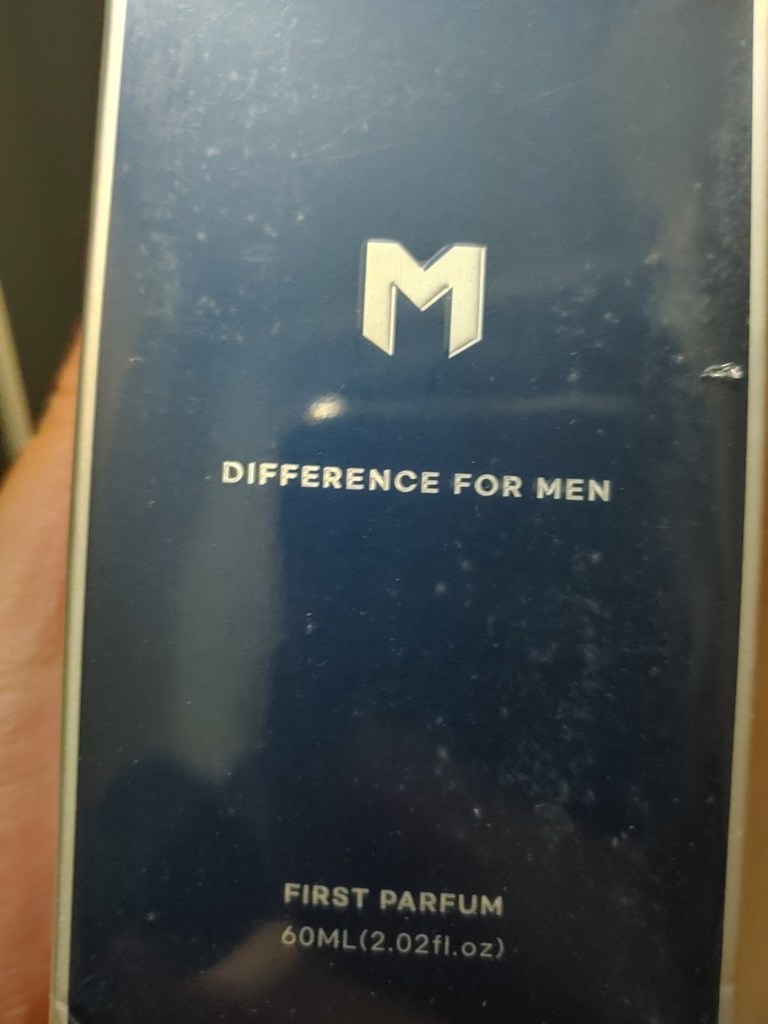 M
DIFFERENCE FOR MEN
FIRST PARFUM
60ML(2.02fl.oz)